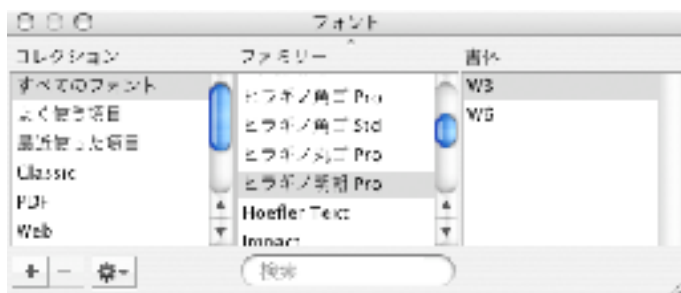 フォント
コレクション
ファミリー
書体
すべてのフォント
よく使う項目
最近使った項目
Classic
PDF
Web
ヒラギノ角ゴ Pro
ヒラギノ角ゴ Std
ヒラギノ丸ゴ Pro
ヒラギノ明朝 Pro
Hoefler Text
Impact
W3
W6
検索